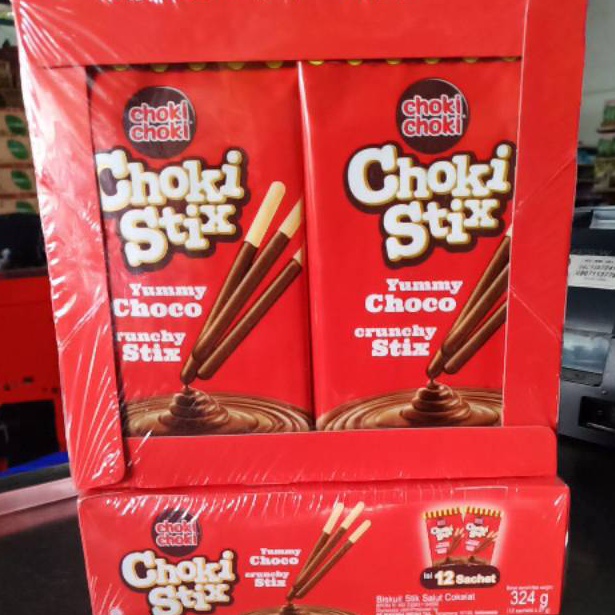 choki
choki
Choki
Stix
Yummy
Choco
runchy
Stix
choki
choki
Choki
Stix
Yummy
Choco
crunchy
Stix
choki
choki
Choki
Stix
Yummy
Choco
crunchy
Stix
Isi 12 Sachet
Biskuit Stik Salut Cokelat
324 g